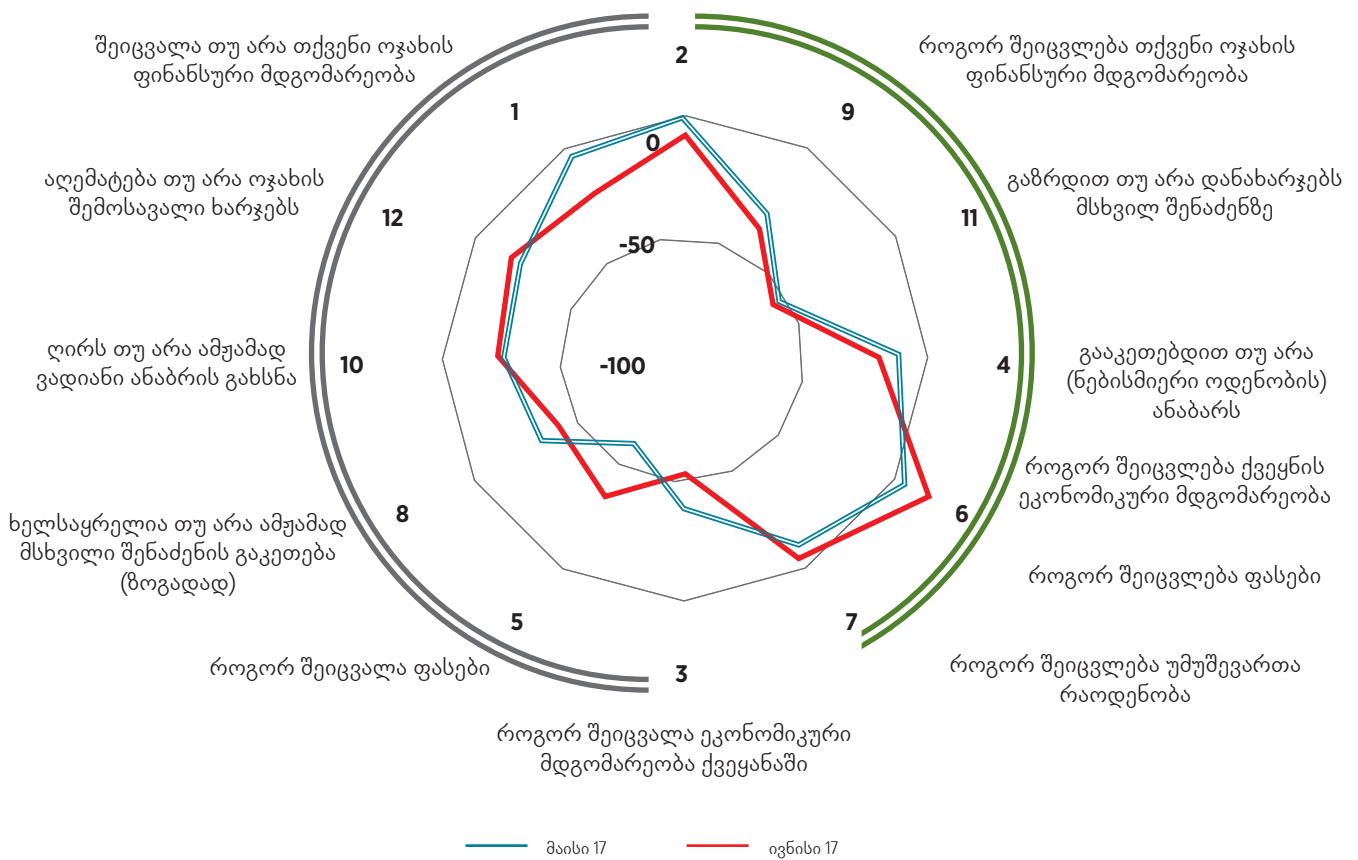 შეიცვალა თუ არა თქვენი ოჯახის
ფინანსური მდგომარეობა
როგორ შეიცვლება თქვენი ოჯახის
ფინანსური მდგომარეობა
2
1
9
0
აღემატება თუ არა ოჯახის
შემოსავალი ხარჯებს
გაზრდით თუ არა დანახარჯებს
მსხვილ შენაძენზე
12
11
-50
ღირს თუ არა ამჟამად
ვადიანი ანაბრის გახსნა
10
-100
4
გააკეთებდით თუ არა
(ნებისმიერი ოდენობის)
ანაბარს
როგორ შეიცვლება ქვეყნის
ეკონომიკური მდგომარეობა
ხელსაყრელია თუ არა ამჟამად
მსხვილი შენაძენის გაკეთება
(ზოგადად)
8
6
როგორ შეიცვლება ფასები
5
7
როგორ შეიცვალა ფასები
3
როგორ შეიცვლება უმუშევართა
რაოდენობა
როგორ შეიცვალა ეკონომიკური
მდგომარეობა ქვეყანაში
მაისი 17
ივნისი 17